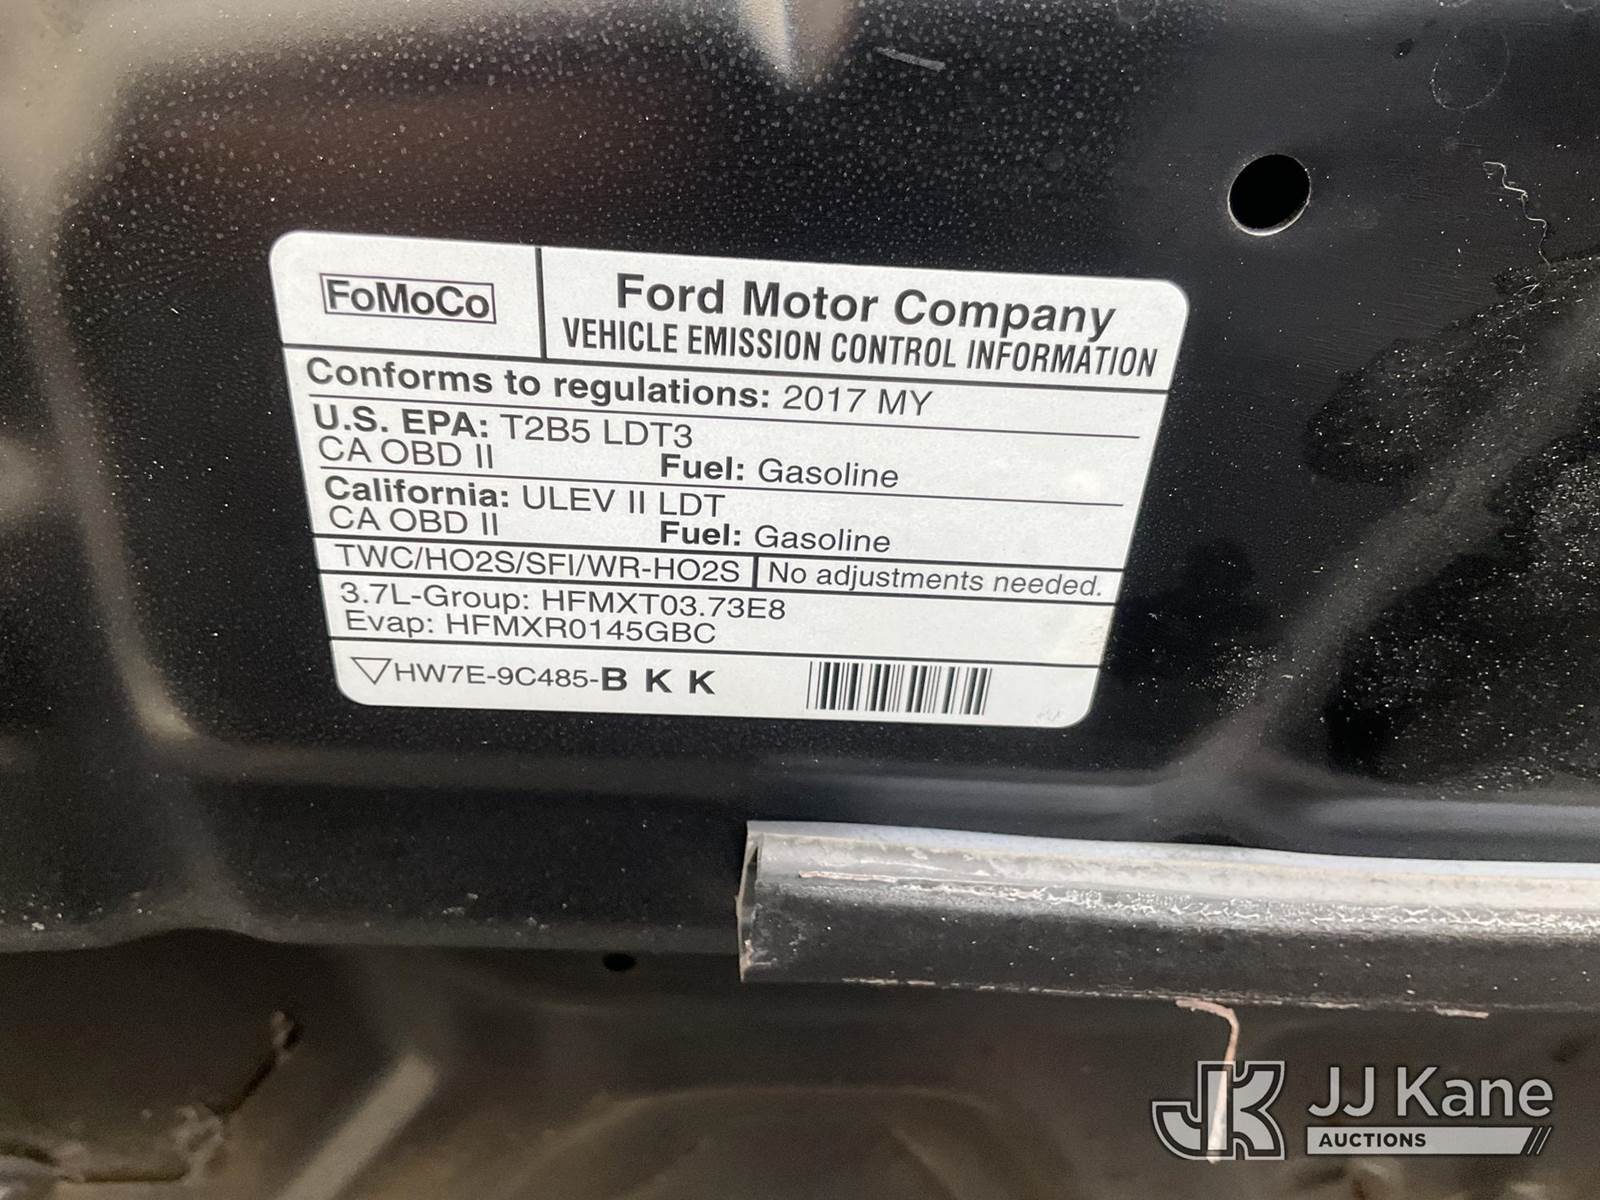 FoMoCo
Ford Motor Company
VEHICLE EMISSION CONTROL INFORMATION
Conforms to regulations: 2017 MY
U.S. EPA: T2B5 LDT3
CA OBD II Fuel: Gasoline
California: ULEV II LDT
CA OBD II Fuel: Gasoline
TWC/HO2S/SFI/WR-HO2S No adjustments needed.
3.7L-Group: HFMXT03.73E8
Evap: HFMXR0145GBC
HW7E-9C485-B K K
JK JJ Kane
AUCTIONS